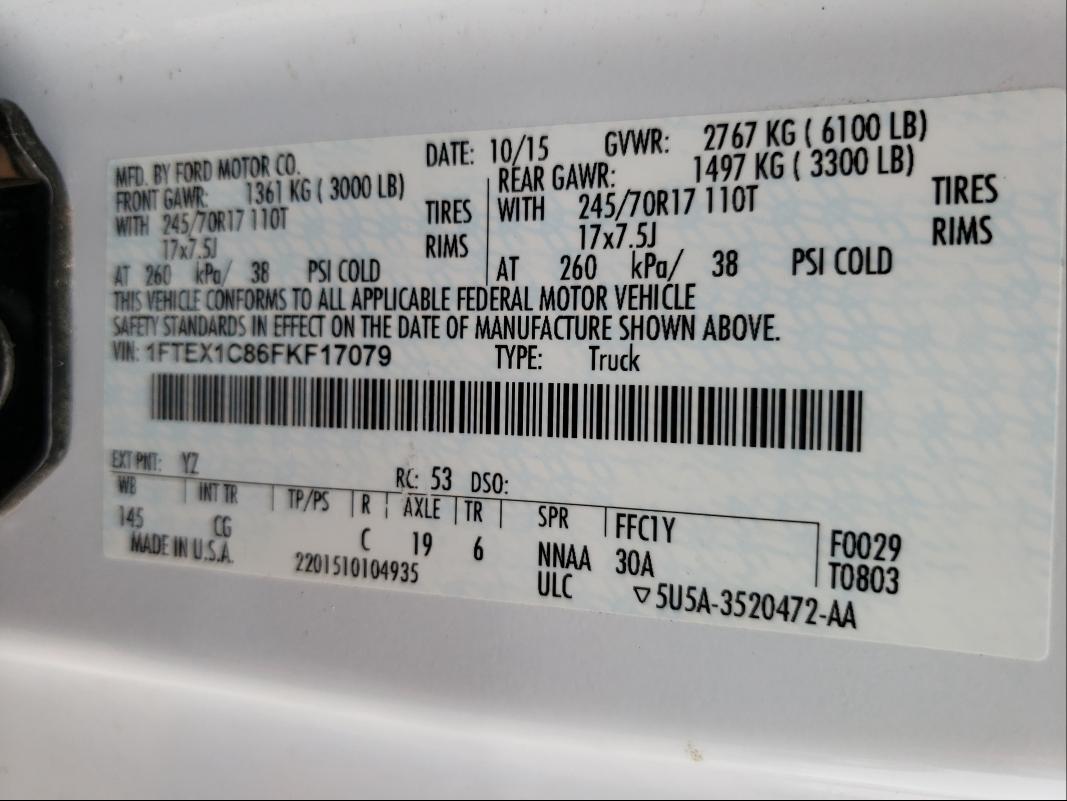 MFD. BY FORD MOTOR CO. DATE: 10/15 GVWR: 2767 KG ( 6100 LB)
FRONT GAWR: 1361 KG ( 3000 LB) REAR GAWR: 1497 KG ( 3300 LB)
WITH 245/70R17 110T TIRES WITH 245/70R17 110T TIRES
17x7.5J RIMS 17x7.5J RIMS
AT 260 kPa/ 38 PSI COLD AT 260 kPa/ 38 PSI COLD
THIS VEHICLE CONFORMS TO ALL APPLICABLE FEDERAL MOTOR VEHICLE
SAFETY STANDARDS IN EFFECT ON THE DATE OF MANUFACTURE SHOWN ABOVE.
VIN: 1FTEX1C86FKF17079 TYPE: Truck
EXT PNT: YZ RC: 53 DSO:
WB INT TR TP/PS R AXLE TR SPR FFC1Y F0029
145 CG C 19 6 NNAA 30A T0803
MADE IN U.S.A. 2201510104935 ULC ▽5U5A-3520472-AA